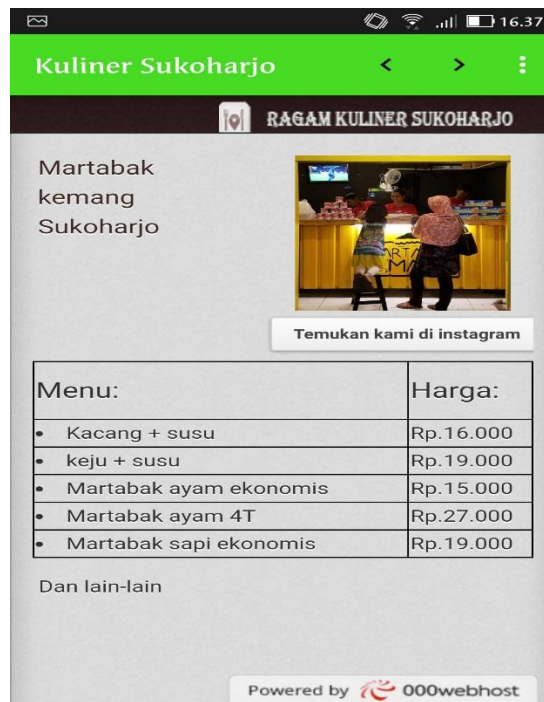 16.37
Kuliner Sukoharjo < >
RAGAM KULINER SUKOHARJO
Martabak
kemang
Sukoharjo
Temukan kami di instagram
Menu: Harga:
• Kacang + susu Rp.16.000
• keju + susu Rp.19.000
• Martabak ayam ekonomis Rp.15.000
• Martabak ayam 4T Rp.27.000
• Martabak sapi ekonomis Rp.19.000
Dan lain-lain
Powered by 000webhost